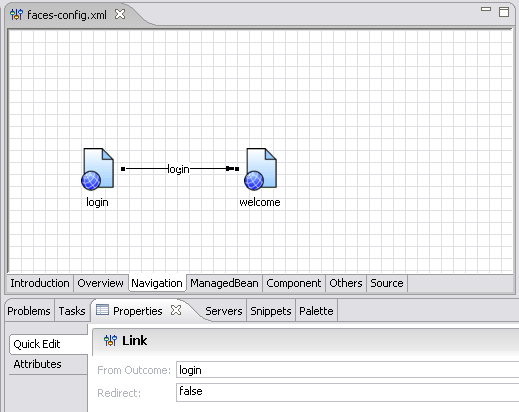 faces-config.xml
login
login
welcome
Introduction Overview Navigation ManagedBean Component Others Source
Problems Tasks Properties Servers Snippets Palette
Quick Edit
Attributes
Link
From Outcome: login
Redirect: false